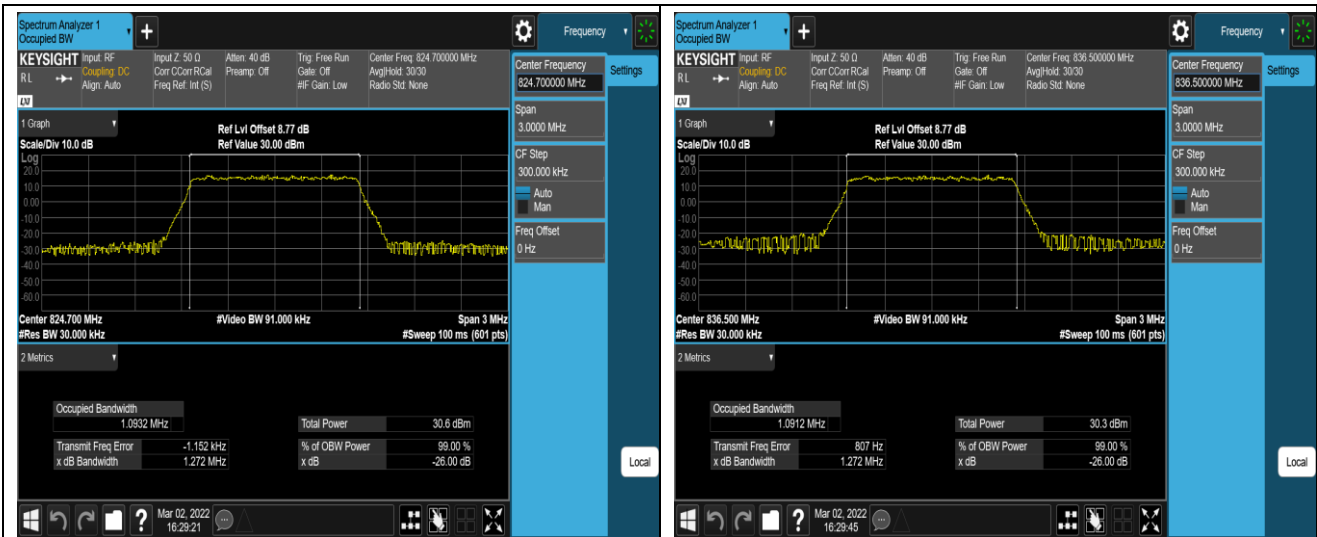 Spectrum Analyzer 1
Occupied BW
+
Frequency
KEYSIGHT
RL
LXI
Input: RF
Coupling: DC
Align: Auto
Input Z: 50 Ω
Corr CCorr RCal
Freq Ref: Int (S)
Atten: 40 dB
Preamp: Off
Trig: Free Run
Gate: Off
#IF Gain: Low
Center Freq: 824.700000 MHz
Avg|Hold: 30/30
Radio Std: None
Center Frequency
824.700000 MHz
Settings
Span
3.0000 MHz
CF Step
300.000 kHz
Auto
Man
Freq Offset
0 Hz
Local
1 Graph
Scale/Div 10.0 dB
Ref Lvl Offset 8.77 dB
Ref Value 30.00 dBm
Log
20.0
10.0
0.00
-10.0
-20.0
-30.0
-40.0
-50.0
-60.0
Center 824.700 MHz
#Video BW 91.000 kHz
Span 3 MHz
#Res BW 30.000 kHz
#Sweep 100 ms (601 pts)
2 Metrics
Occupied Bandwidth
1.0932 MHz
Total Power 30.6 dBm
Transmit Freq Error -1.152 kHz
% of OBW Power 99.00 %
x dB Bandwidth 1.272 MHz
x dB -26.00 dB
?
Mar 02, 2022
16:29:21
Spectrum Analyzer 1
Occupied BW
+
Frequency
KEYSIGHT
RL
LXI
Input: RF
Coupling: DC
Align: Auto
Input Z: 50 Ω
Corr CCorr RCal
Freq Ref: Int (S)
Atten: 40 dB
Preamp: Off
Trig: Free Run
Gate: Off
#IF Gain: Low
Center Freq: 836.500000 MHz
Avg|Hold: 30/30
Radio Std: None
Center Frequency
836.500000 MHz
Settings
Span
3.0000 MHz
CF Step
300.000 kHz
Auto
Man
Freq Offset
0 Hz
Local
1 Graph
Scale/Div 10.0 dB
Ref Lvl Offset 8.77 dB
Ref Value 30.00 dBm
Log
20.0
10.0
0.00
-10.0
-20.0
-30.0
-40.0
-50.0
-60.0
Center 836.500 MHz
#Video BW 91.000 kHz
Span 3 MHz
#Res BW 30.000 kHz
#Sweep 100 ms (601 pts)
2 Metrics
Occupied Bandwidth
1.0912 MHz
Total Power 30.3 dBm
Transmit Freq Error 807 Hz
% of OBW Power 99.00 %
x dB Bandwidth 1.272 MHz
x dB -26.00 dB
?
Mar 02, 2022
16:29:45